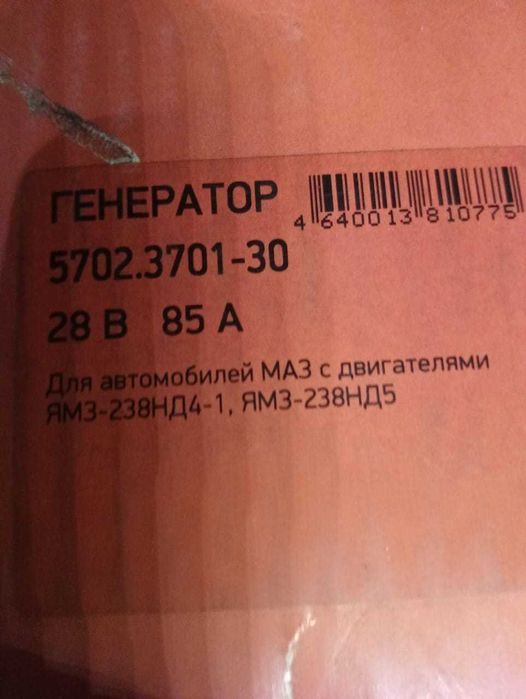 ГЕНЕРАТОР
4 640013 810775
5702.3701-30
28 В 85 А
Для автомобилей МАЗ с двигателями
ЯМЗ-238НД4-1, ЯМЗ-238НД5